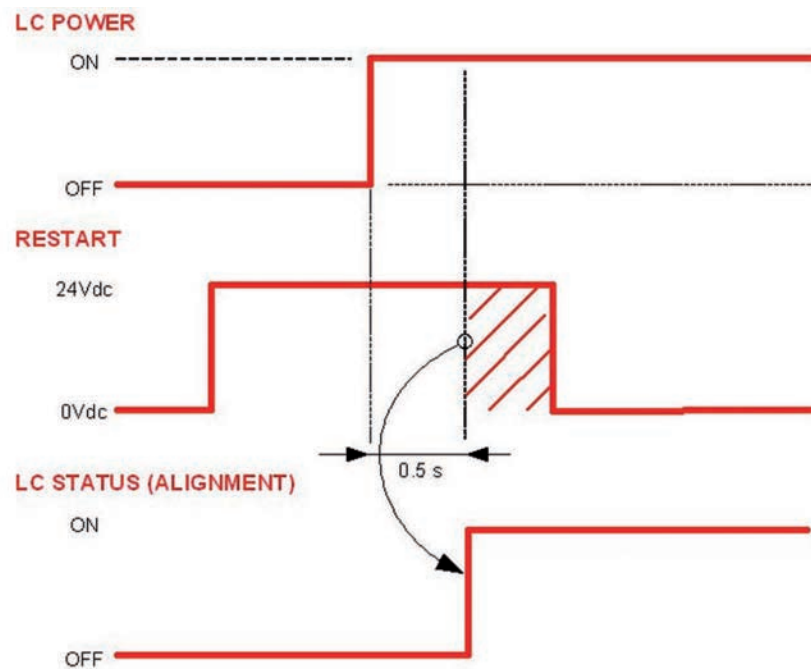 LC POWER
ON
OFF
RESTART
24Vdc
0Vdc
0.5 s
LC STATUS (ALIGNMENT)
ON
OFF